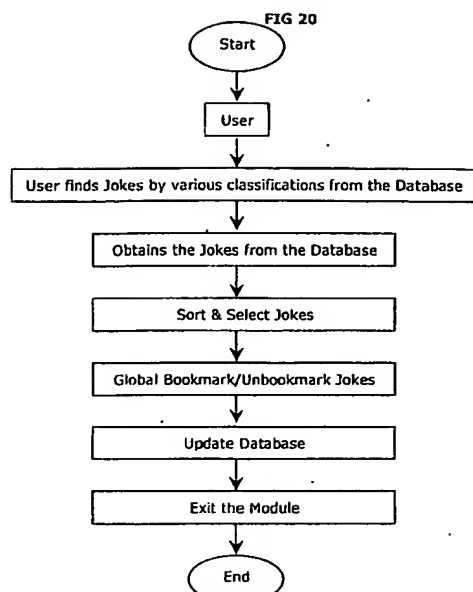 FIG 20
Start
User
User finds Jokes by various classifications from the Database
Obtains the Jokes from the Database
Sort & Select Jokes
Global Bookmark/Unbookmark Jokes
Update Database
Exit the Module
End